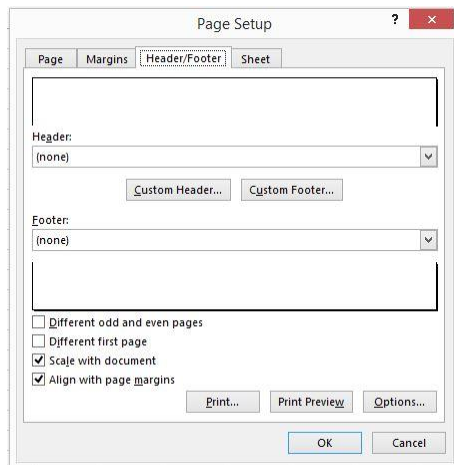 Page Setup
? x
Page Margins Header/Footer Sheet
Header:
(none)
Custom Header... Custom Footer...
Footer:
(none)
Different odd and even pages
Different first page
Scale with document
Align with page margins
Print... Print Preview Options...
OK Cancel